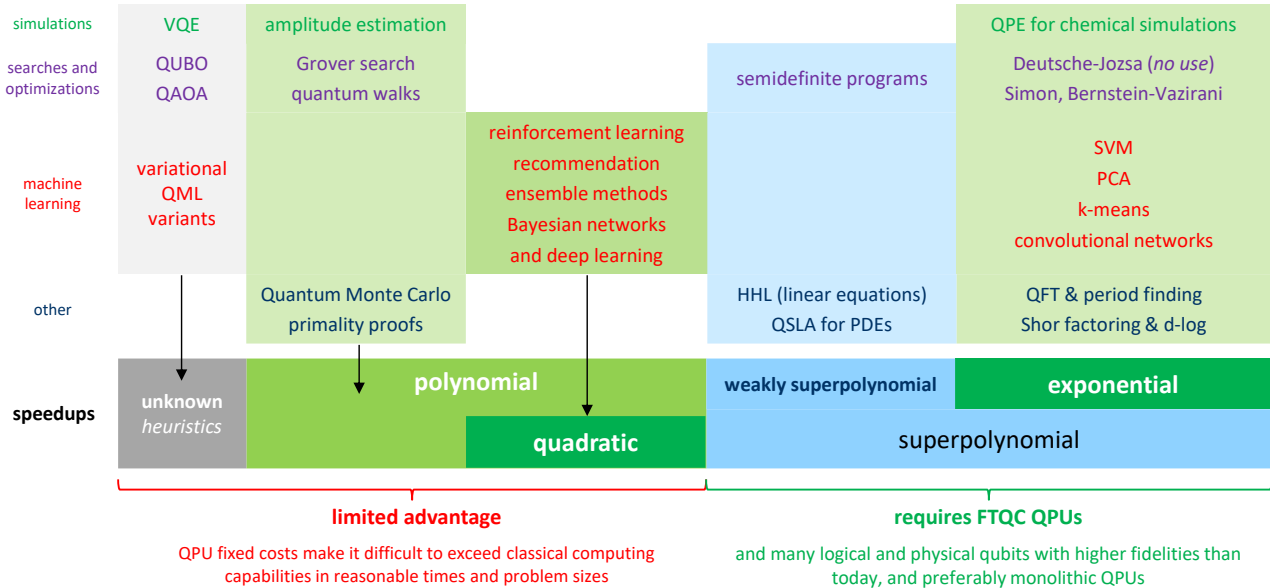 simulations
VQE
amplitude estimation
QPE for chemical simulations
searches and
optimizations
QUBO
QAOA
Grover search
quantum walks
semidefinite programs
Deutsche-Jozsa (no use)
Simon, Bernstein-Vazirani
machine
learning
variational
QML
variants
reinforcement learning
recommendation
ensemble methods
Bayesian networks
and deep learning
SVM
PCA
k-means
convolutional networks
other
Quantum Monte Carlo
primality proofs
HHL (linear equations)
QSLA for PDEs
QFT & period finding
Shor factoring & d-log
speedups
unknown
heuristics
polynomial
quadratic
weakly superpolynomial
exponential
superpolynomial
limited advantage
QPU fixed costs make it difficult to exceed classical computing
capabilities in reasonable times and problem sizes
requires FTQC QPUs
and many logical and physical qubits with higher fidelities than
today, and preferably monolithic QPUs